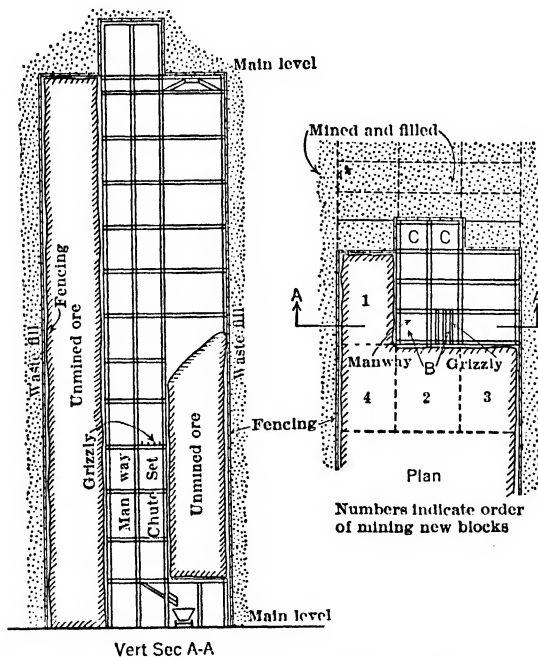 Main level
Fencing
Waste fill
Unmined ore
Grizzly
Man way
Chute Set
Unmined ore
Waste fill
Fencing
Main level
Vert Sec A-A
Mined and filled
C C
A
1
A
Manway
B
Grizzly
4 2 3
Plan
Numbers indicate order
of mining new blocks